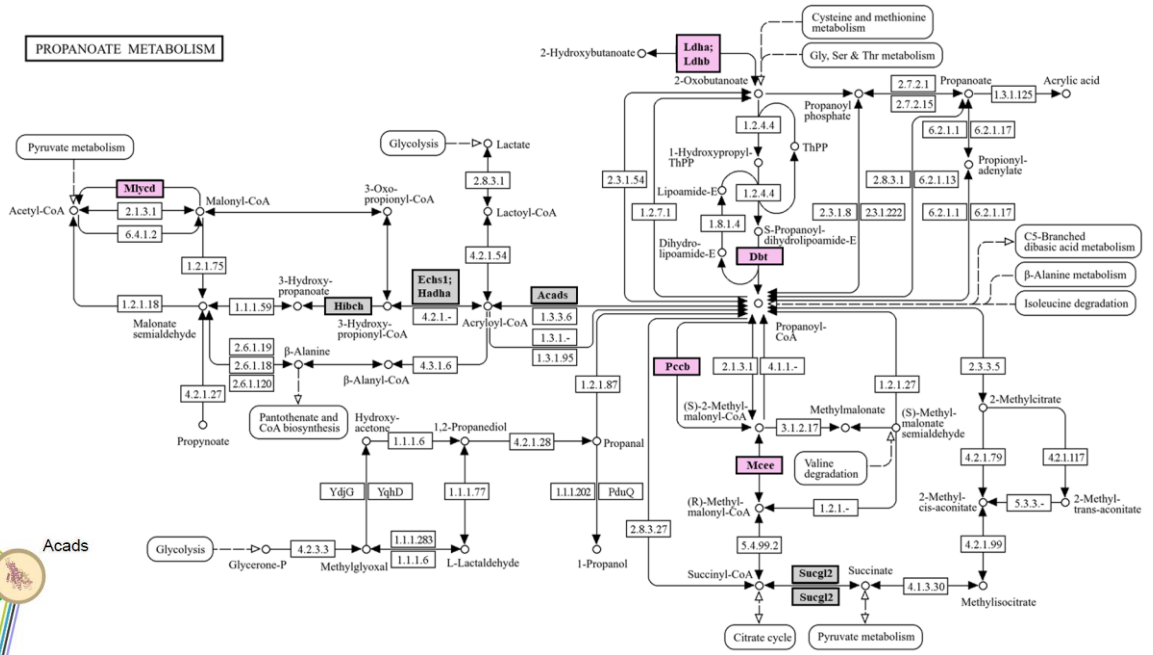 PROPANOATE METABOLISM
Cysteine and methionine
metabolism
2-Hydroxybutanoate
Ldha;
Ldhb
Gly, Ser & Thr metabolism
2-Oxobutanoate
2.7.2.1
Propanoate
Acrylic acid
Propanoyl
phosphate
2.7.2.15
1.3.1.125
1.2.4.4
6.2.1.1
6.2.1.17
Pyruvate metabolism
Glycolysis
Lactate
1-Hydroxypropyl-
ThPP
ThPP
Propionyl-
adenylate
Mlycd
3-Oxo-
propionyl-CoA
2.8.3.1
2.3.1.54
Lipoamide-E
1.2.4.4
2.8.3.1
6.2.1.13
Acetyl-CoA
2.1.3.1
Malonyl-CoA
Lactoyl-CoA
1.2.7.1
1.8.1.4
2.3.1.8
2.3.1.222
6.2.1.1
6.2.1.17
6.4.1.2
S-Propanoyl-
dihydrolipoamide-E
C5-Branched
dibasic acid metabolism
Dihydro-
lipoamide-E
Dbt
1.2.1.75
4.2.1.54
β-Alanine metabolism
3-Hydroxy-
propanoate
Echs1;
Hadha
Acads
1.2.1.18
1.1.1.59
Hibch
4.2.1.-
1.3.3.6
Isoleucine degradation
Malonate
semialdehyde
3-Hydroxy-
propionyl-CoA
Acryloyl-CoA
1.3.1.-
1.3.1.95
Propanoyl-
CoA
2.6.1.19
2.6.1.18
2.6.1.120
β-Alanine
β-Alanyl-CoA
4.3.1.6
Pccb
2.1.3.1
4.1.1.-
2.3.3.5
4.2.1.27
1.2.1.87
1.2.1.27
Pantothenate and
CoA biosynthesis
Propynoate
Hydroxy-
acetone
1.1.1.6
1,2-Propanediol
4.2.1.28
Propanal
(S)-2-Methyl-
malonyl-CoA
Methylmalonate
3.1.2.17
(S)-Methyl-
malonate
semialdehyde
2-Methylcitrate
Mcee
Valine
degradation
4.2.1.79
4.2.1.117
YdjG
YqhD
1.1.1.77
1.1.1.202
PduQ
(R)-Methyl-
malonyl-CoA
1.2.1.-
2-Methyl-
cis-aconitate
5.3.3.-
2-Methyl-
trans-aconitate
2.8.3.27
Acads
Glycolysis
Glycerone-P
4.2.3.3
Methylglyoxal
1.1.1.283
1.1.1.6
L-Lactaldehyde
1-Propanol
5.4.99.2
4.2.1.99
Succinyl-CoA
Sucgl2
Sucgl2
Succinate
4.1.3.30
Methylisocitrate
Citrate cycle
Pyruvate metabolism